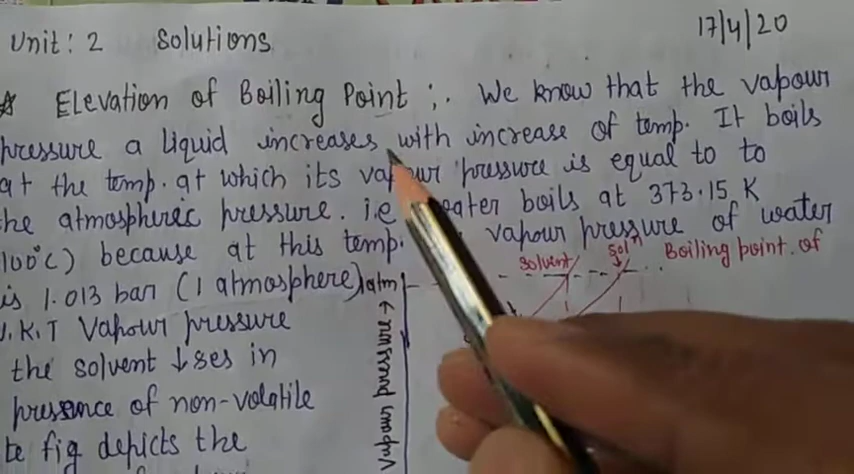 Unit: 2 Solutions 17/4/20
Elevation of Boiling Point :. We know that the vapour
pressure a liquid increases with increase of temp. It boils
at the temp. at which its vapour pressure is equal to to
he atmospheric pressure. i.e. water boils at 373.15 K
100°C) because at this temp. vapour pressure of water
is 1.013 bar (1 atmosphere)
solvent soln Boiling point of
1atm
U.K.T Vapour pressure
the solvent ↓ses in
presence of non-volatile
te fig depicts the
Vapour pressure →